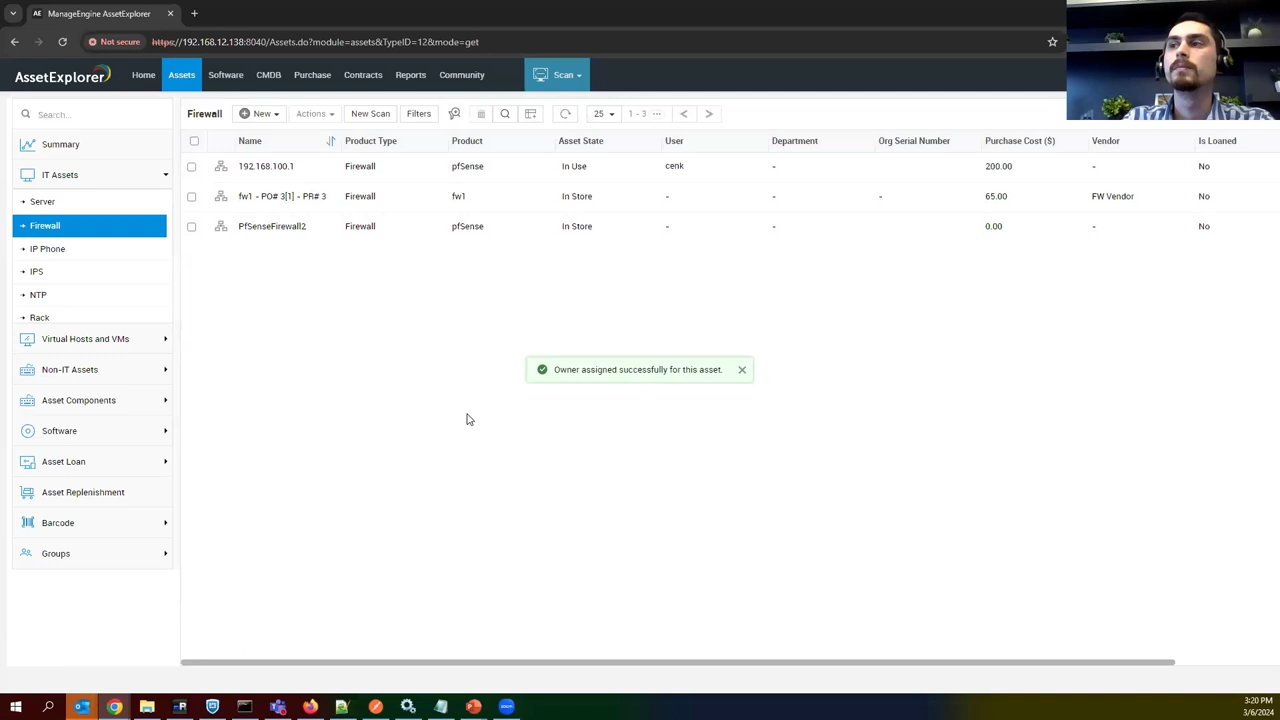 AE ManageEngine AssetExplorer
Not secure https://192.168.12.138:8040/Assets.do?module=assets&TypeID=12&mode=get
AssetExplorer Home Assets Software CMDB Purchase Contracts Reports Community Scan
Search...
Summary
IT Assets
Server
Firewall
IP Phone
IPS
NTP
Rack
Virtual Hosts and VMs
Non-IT Assets
Asset Components
Software
Asset Loan
Asset Replenishment
Barcode
Groups
Firewall New Actions New Scan Filters 25 1 - 3
Name Product Type Product Asset State User Department Org Serial Number Purchase Cost ($) Vendor Is Loaned
192.168.100.1 Firewall pfSense In Use cenk - 200.00 - No
fw1 - PO# 3[1] - PR# 3 Firewall fw1 In Store - - - 65.00 FW Vendor No
PfSenseFirewall2 Firewall pfSense In Store - - 0.00 - No
Owner assigned successfully for this asset.
3:20 PM
3/6/2024